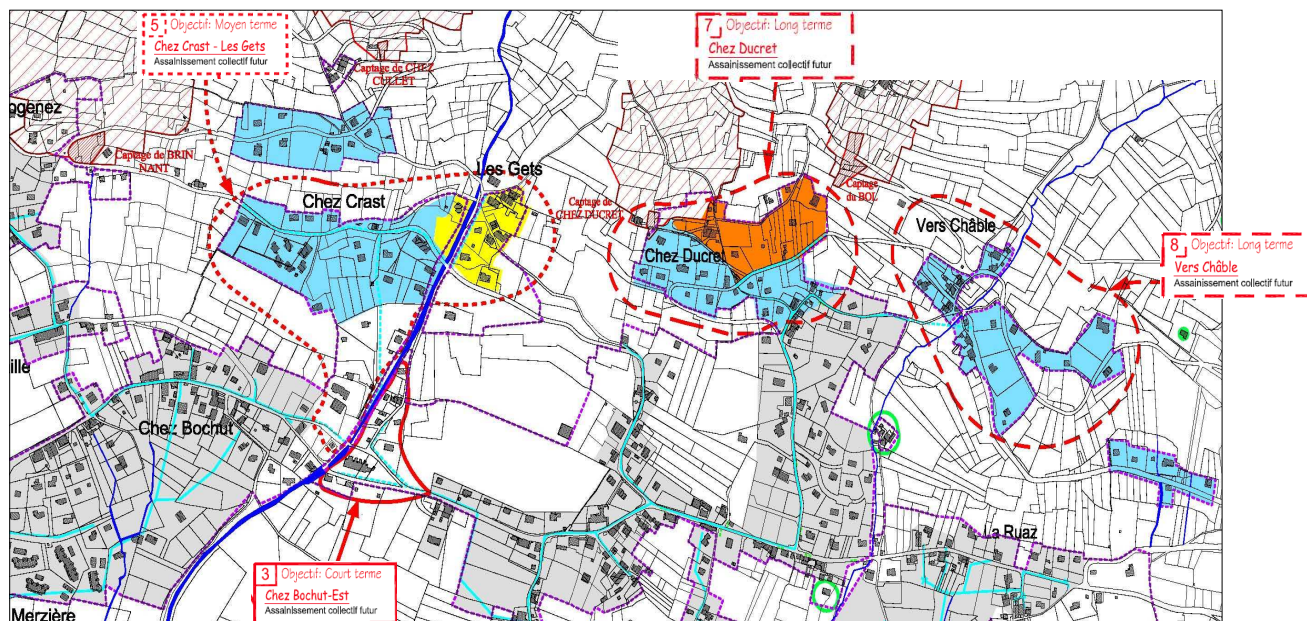 5 Objectif: Moyen terme
Chez Crast - Les Gets
Assainissement collectif futur
7 Objectif: Long terme
Chez Ducret
Assainissement collectif futur
Captage de CHEZ
CULLET
ogenez
Captage de BRIN
NANT
Les Gets
Chez Crast
Captage de
CHEZ DUCRET
Captage
du BOL
Vers Châble
Chez Ducret
8 Objectif: Long terme
Vers Châble
Assainissement collectif futur
ille
Chez Bochut
La Ruaz
3 Objectif: Court terme
Chez Bochut-Est
Assainissement collectif futur
Merzière